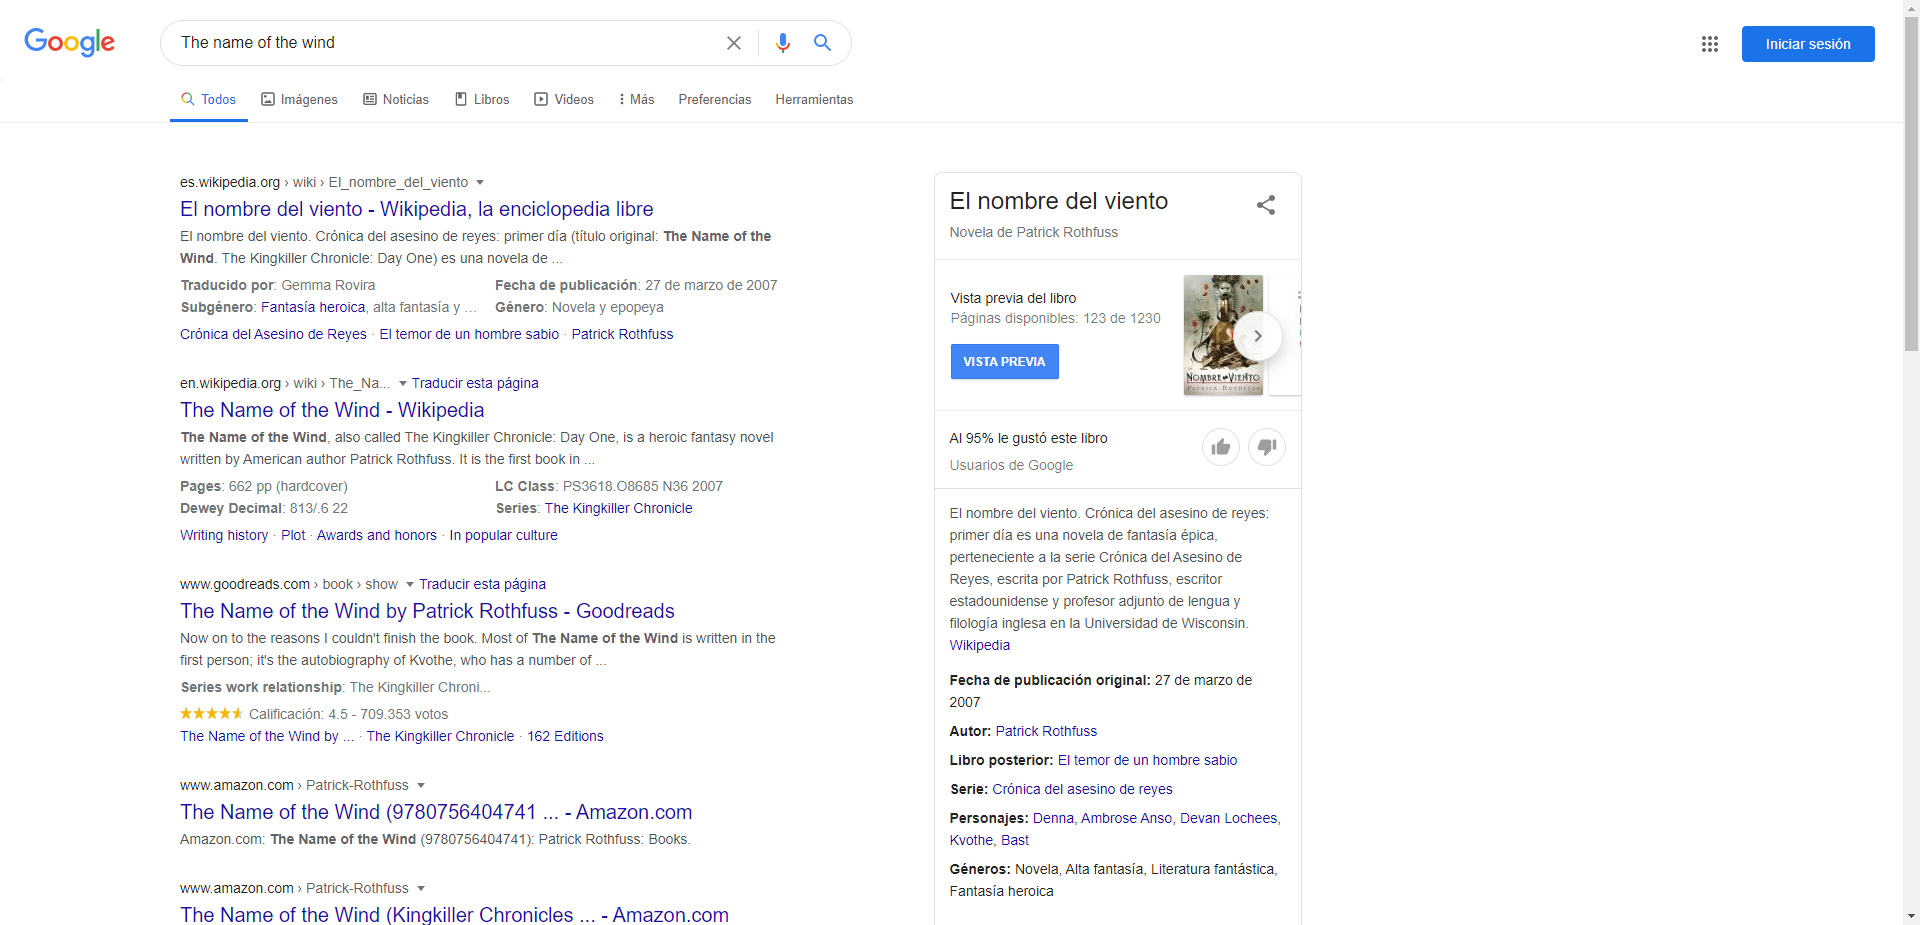 Google
The name of the wind
Iniciar sesión
Todos
Imágenes
Noticias
Libros
Videos
Más
Preferencias
Herramientas
es.wikipedia.org › wiki › El_nombre_del_viento
El nombre del viento - Wikipedia, la enciclopedia libre
El nombre del viento. Crónica del asesino de reyes: primer día (título original: The Name of the
Wind. The Kingkiller Chronicle: Day One) es una novela de ...
Traducido por: Gemma Rovira
Fecha de publicación: 27 de marzo de 2007
Subgénero: Fantasía heroica, alta fantasía y ...
Género: Novela y epopeya
Crónica del Asesino de Reyes · El temor de un hombre sabio · Patrick Rothfuss
en.wikipedia.org › wiki › The_Na... Traducir esta página
The Name of the Wind - Wikipedia
The Name of the Wind, also called The Kingkiller Chronicle: Day One, is a heroic fantasy novel
written by American author Patrick Rothfuss. It is the first book in ...
Pages: 662 pp (hardcover)
LC Class: PS3618.O8685 N36 2007
Dewey Decimal: 813/.6 22
Series: The Kingkiller Chronicle
Writing history · Plot · Awards and honors · In popular culture
www.goodreads.com › book › show Traducir esta página
The Name of the Wind by Patrick Rothfuss - Goodreads
Now on to the reasons I couldn't finish the book. Most of The Name of the Wind is written in the
first person; it's the autobiography of Kvothe, who has a number of ...
Series work relationship: The Kingkiller Chroni...
Calificación: 4.5 - 709.353 votos
The Name of the Wind by ... · The Kingkiller Chronicle · 162 Editions
www.amazon.com › Patrick-Rothfuss
The Name of the Wind (9780756404741 ... - Amazon.com
Amazon.com: The Name of the Wind (9780756404741): Patrick Rothfuss: Books.
www.amazon.com › Patrick-Rothfuss
The Name of the Wind (Kingkiller Chronicles ... - Amazon.com
El nombre del viento
Novela de Patrick Rothfuss
Vista previa del libro
Páginas disponibles: 123 de 1230
VISTA PREVIA
NOMBRE DEL VIENTO
PATRICK ROTHFUSS
Al 95% le gustó este libro
Usuarios de Google
El nombre del viento. Crónica del asesino de reyes:
primer día es una novela de fantasía épica,
perteneciente a la serie Crónica del Asesino de
Reyes, escrita por Patrick Rothfuss, escritor
estadounidense y profesor adjunto de lengua y
filología inglesa en la Universidad de Wisconsin.
Wikipedia
Fecha de publicación original: 27 de marzo de
2007
Autor: Patrick Rothfuss
Libro posterior: El temor de un hombre sabio
Serie: Crónica del asesino de reyes
Personajes: Denna, Ambrose Anso, Devan Lochees,
Kvothe, Bast
Géneros: Novela, Alta fantasía, Literatura fantástica,
Fantasía heroica